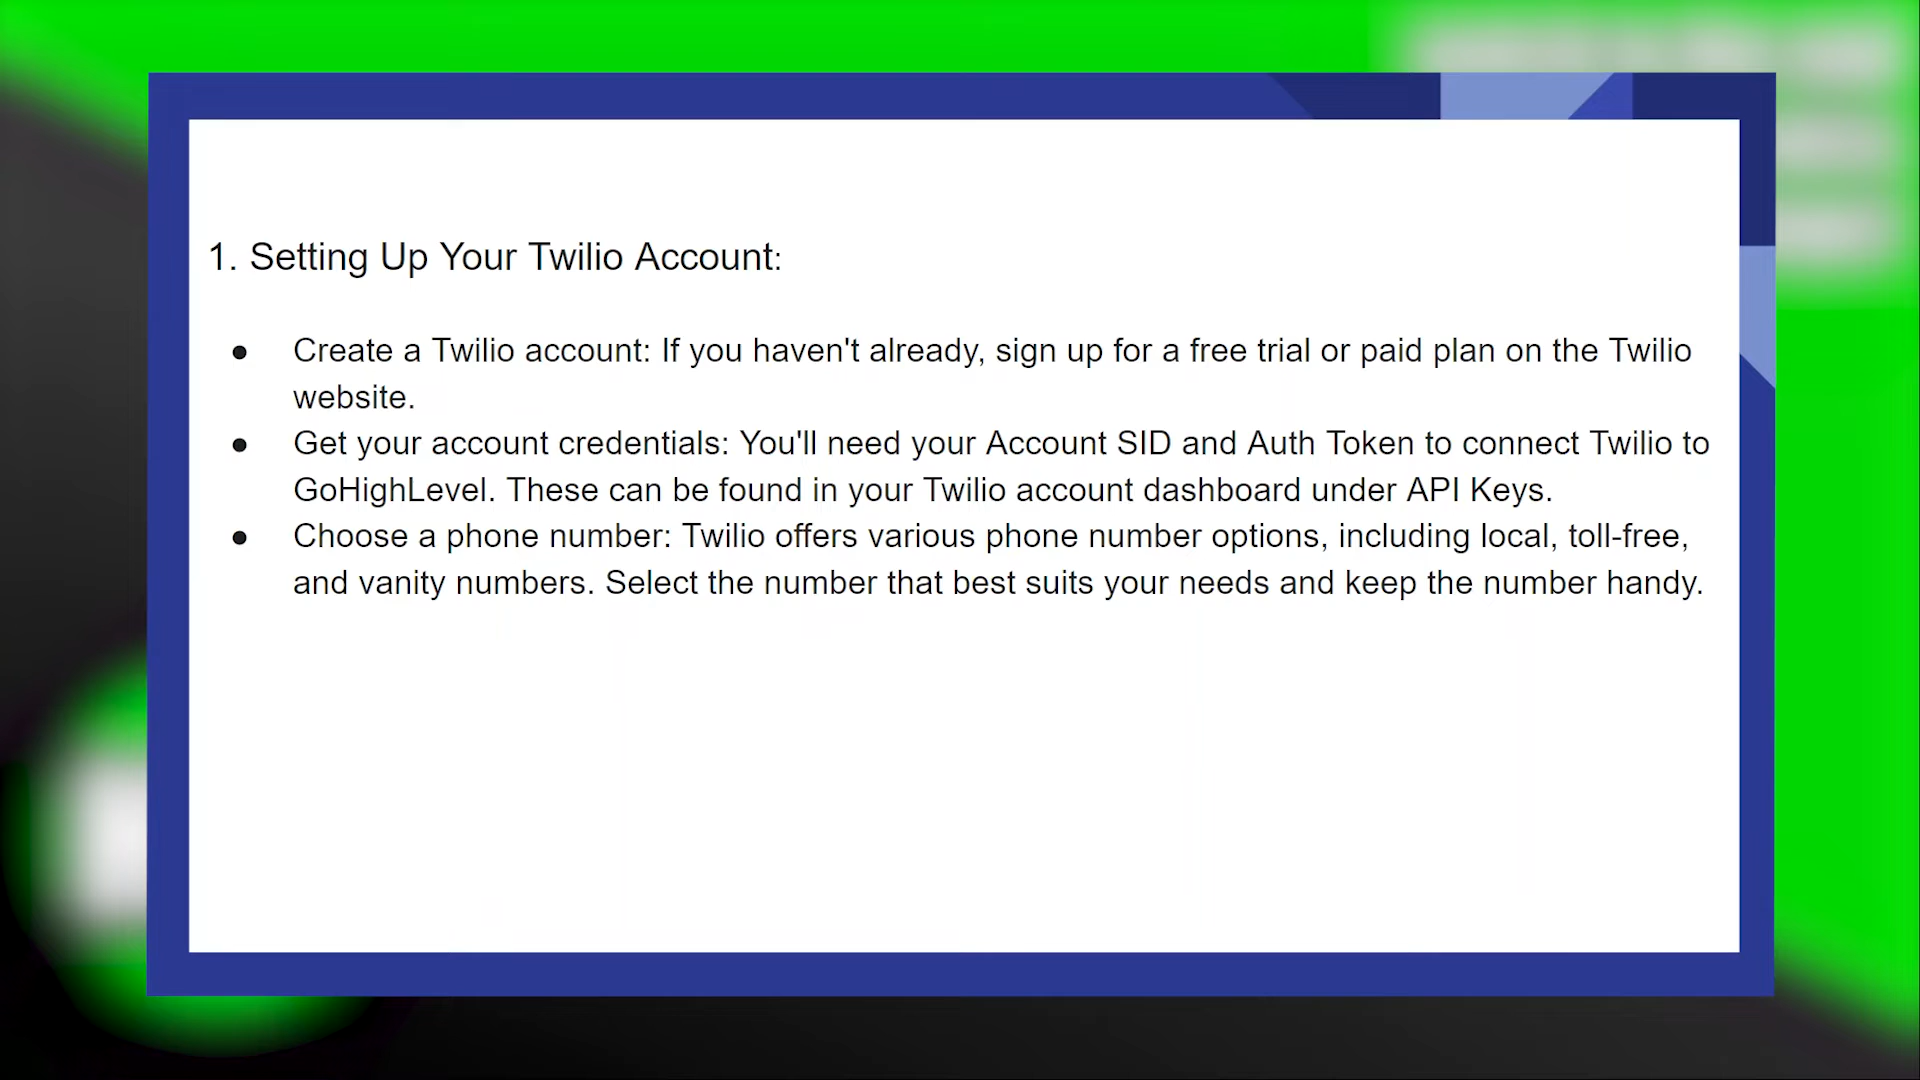 1. Setting Up Your Twilio Account:
● Create a Twilio account: If you haven't already, sign up for a free trial or paid plan on the Twilio
website.
● Get your account credentials: You'll need your Account SID and Auth Token to connect Twilio to
GoHighLevel. These can be found in your Twilio account dashboard under API Keys.
● Choose a phone number: Twilio offers various phone number options, including local, toll-free,
and vanity numbers. Select the number that best suits your needs and keep the number handy.